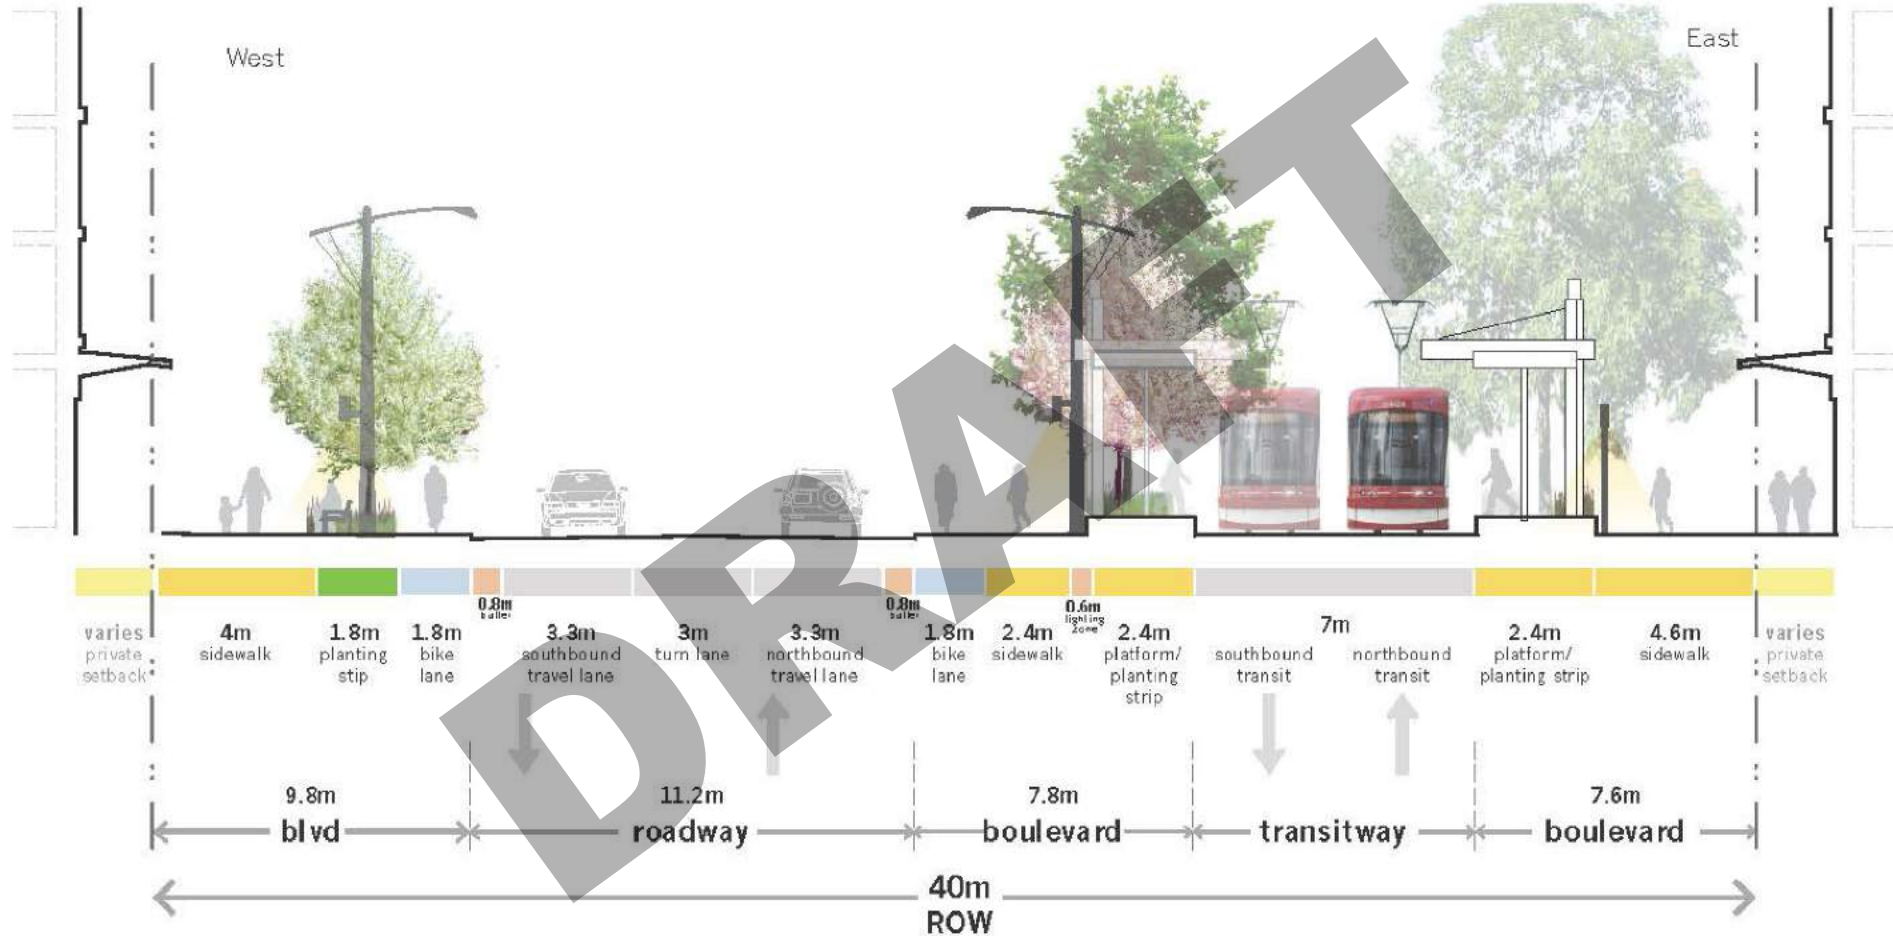 West
East
DRAFT
varies
private
setback
4m
sidewalk
1.8m
planting
stip
1.8m
bike
lane
0.8m
buffer
3.3m
southbound
travel lane
3m
turn lane
3.3m
northbound
travel lane
0.8m
buffer
1.8m
bike
lane
2.4m
sidewalk
0.6m
lighting
zone
2.4m
platform/
planting
strip
7m
southbound
transit
northbound
transit
2.4m
platform/
planting strip
4.6m
sidewalk
varies
private
setback
9.8m
blvd
11.2m
roadway
7.8m
boulevard
transitway
7.6m
boulevard
40m
ROW